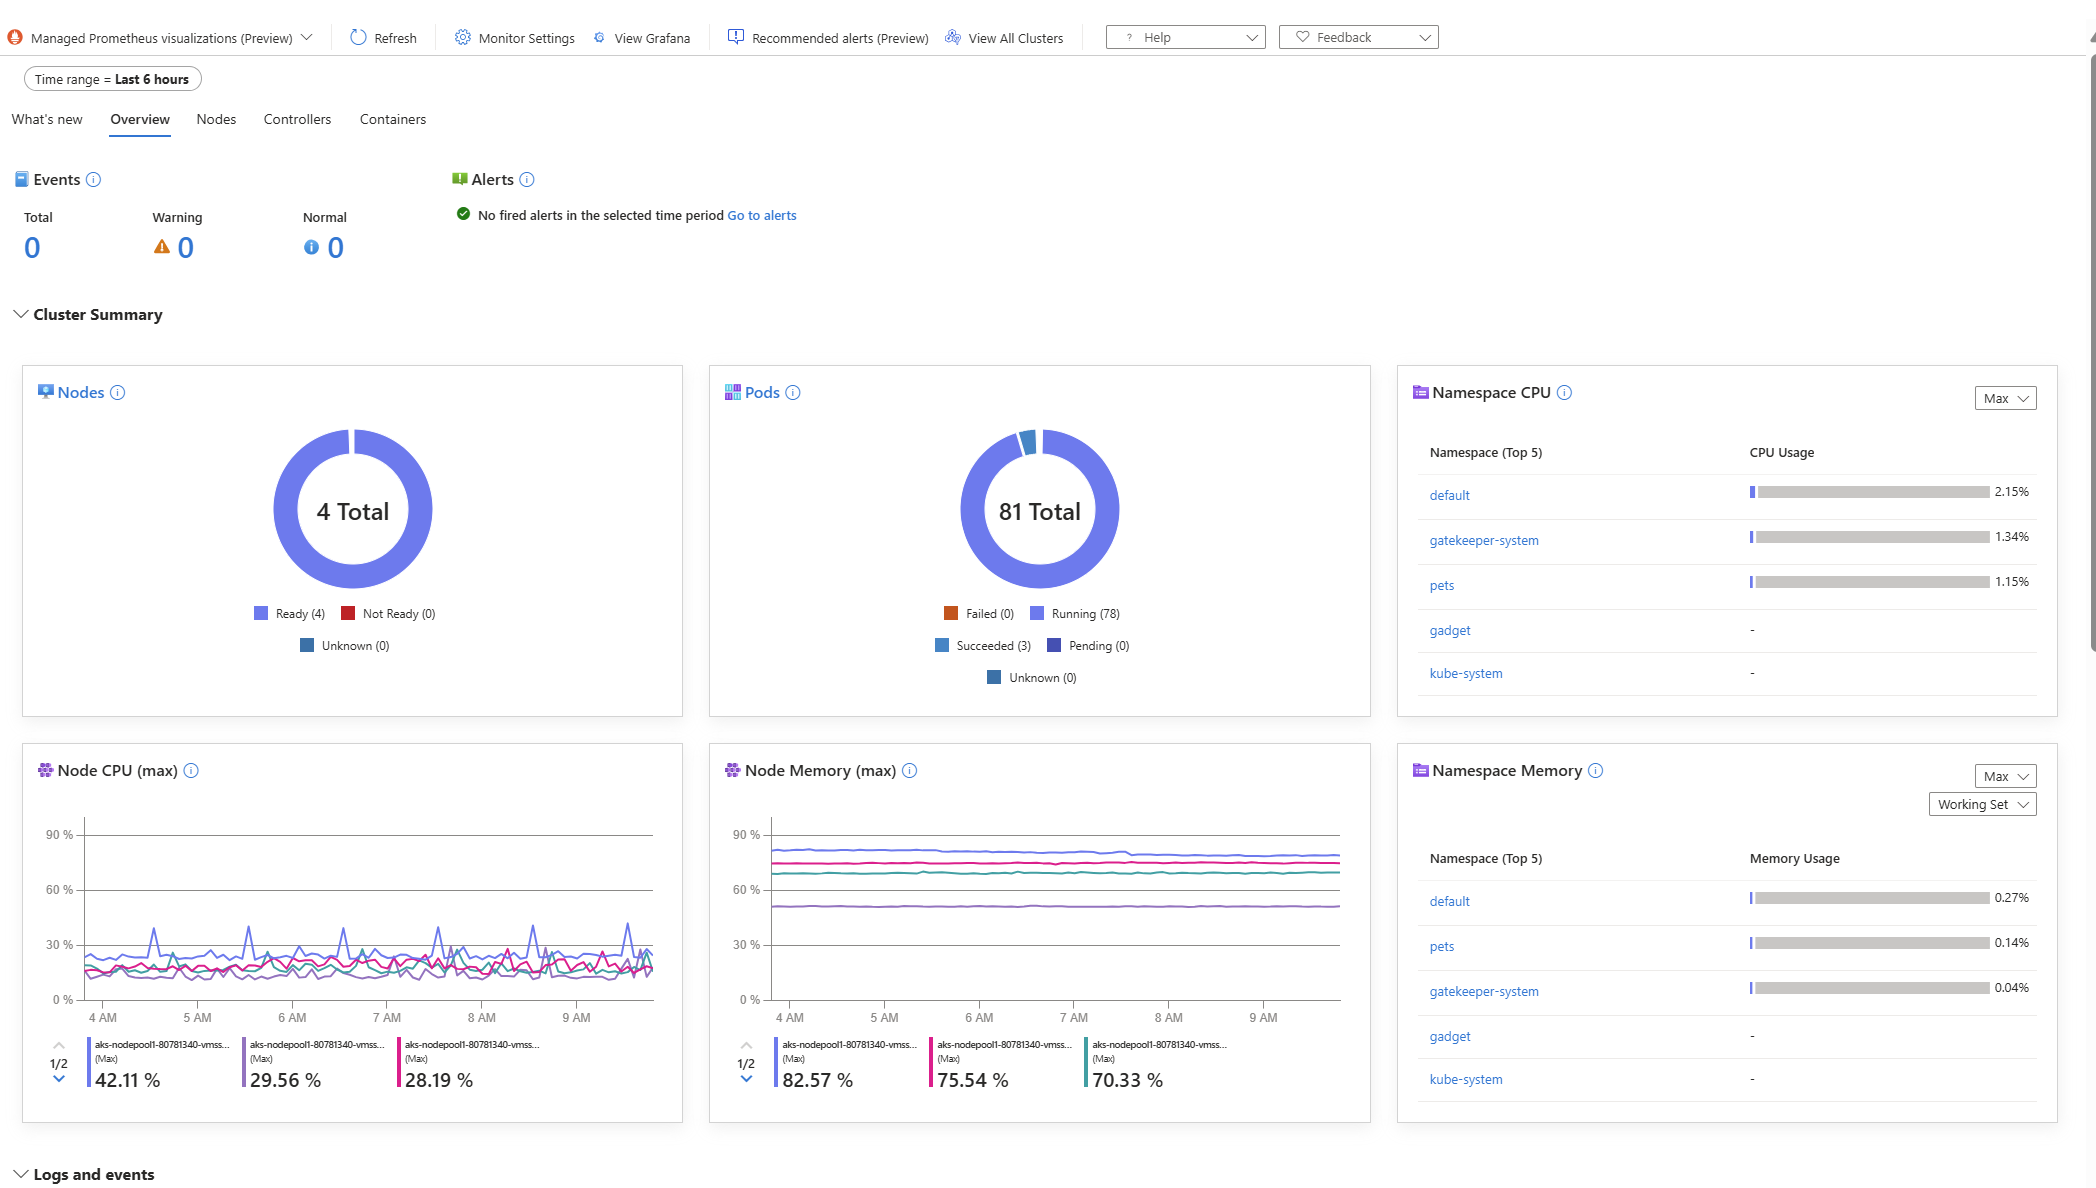 Managed Prometheus visualizations (Preview) Refresh Monitor Settings View Grafana Recommended alerts (Preview) View All Clusters ? Help Feedback
Time range = Last 6 hours
What's new Overview Nodes Controllers Containers
Events
Total Warning Normal
0 0 0
Alerts
No fired alerts in the selected time period Go to alerts
Cluster Summary
Nodes
4 Total
Ready (4) Not Ready (0)
Unknown (0)
Pods
81 Total
Failed (0) Running (78)
Succeeded (3) Pending (0)
Unknown (0)
Namespace CPU
Max
Namespace (Top 5) CPU Usage
default 2.15%
gatekeeper-system 1.34%
pets 1.15%
gadget -
kube-system -
Node CPU (max)
90 %
60 %
30 %
0 %
4 AM 5 AM 6 AM 7 AM 8 AM 9 AM
1/2
aks-nodepool1-80781340-vmss... aks-nodepool1-80781340-vmss... aks-nodepool1-80781340-vmss...
(Max) (Max) (Max)
42.11 % 29.56 % 28.19 %
Node Memory (max)
90 %
60 %
30 %
0 %
4 AM 5 AM 6 AM 7 AM 8 AM 9 AM
1/2
aks-nodepool1-80781340-vmss... aks-nodepool1-80781340-vmss... aks-nodepool1-80781340-vmss...
(Max) (Max) (Max)
82.57 % 75.54 % 70.33 %
Namespace Memory
Max
Working Set
Namespace (Top 5) Memory Usage
default 0.27%
pets 0.14%
gatekeeper-system 0.04%
gadget -
kube-system -
Logs and events